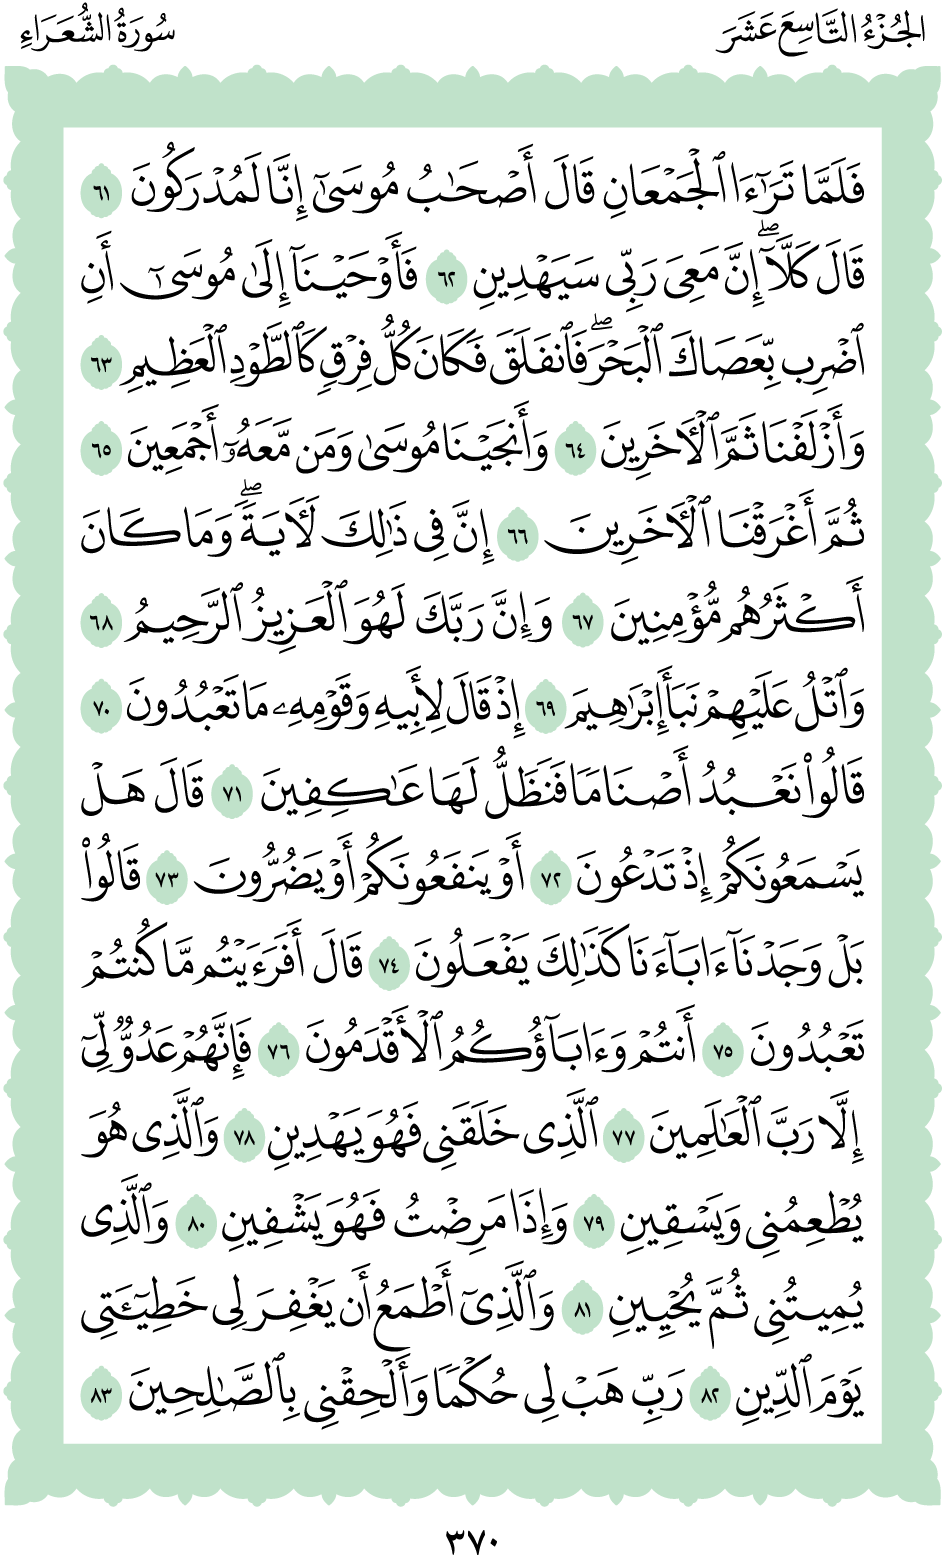 الجُزْءُ التَّاسِعَ عَشَرَ
سُورَةُ الشُّعَرَاءِ
فَلَمَّا تَرَٰٓءَا ٱلْجَمْعَانِ قَالَ أَصْحَٰبُ مُوسَىٰٓ إِنَّا لَمُدْرَكُونَ ٦١
قَالَ كَلَّآ ۖ إِنَّ مَعِىَ رَبِّى سَيَهْدِينِ ٦٢ فَأَوْحَيْنَآ إِلَىٰ مُوسَىٰٓ أَنِ
ٱضْرِب بِّعَصَاكَ ٱلْبَحْرَ ۖ فَٱنفَلَقَ فَكَانَ كُلُّ فِرْقٍ كَٱلطَّوْدِ ٱلْعَظِيمِ ٦٣
وَأَزْلَفْنَا ثَمَّ ٱلْءَاخَرِينَ ٦٤ وَأَنجَيْنَا مُوسَىٰ وَمَن مَّعَهُۥٓ أَجْمَعِينَ ٦٥
ثُمَّ أَغْرَقْنَا ٱلْءَاخَرِينَ ٦٦ إِنَّ فِى ذَٰلِكَ لَءَايَةً ۖ وَمَا كَانَ
أَكْثَرُهُم مُّؤْمِنِينَ ٦٧ وَإِنَّ رَبَّكَ لَهُوَ ٱلْعَزِيزُ ٱلرَّحِيمُ ٦٨
وَٱتْلُ عَلَيْهِمْ نَبَأَ إِبْرَٰهِيمَ ٦٩ إِذْ قَالَ لِأَبِيهِ وَقَوْمِهِۦ مَا تَعْبُدُونَ ٧٠
قَالُوا۟ نَعْبُدُ أَصْنَامًا فَنَظَلُّ لَهَا عَٰكِفِينَ ٧١ قَالَ هَلْ
يَسْمَعُونَكُمْ إِذْ تَدْعُونَ ٧٢ أَوْ يَنفَعُونَكُمْ أَوْ يَضُرُّونَ ٧٣ قَالُوا۟
بَلْ وَجَدْنَآ ءَابَآءَنَا كَذَٰلِكَ يَفْعَلُونَ ٧٤ قَالَ أَفَرَءَيْتُم مَّا كُنتُمْ
تَعْبُدُونَ ٧٥ أَنتُمْ وَءَابَآؤُكُمُ ٱلْأَقْدَمُونَ ٧٦ فَإِنَّهُمْ عَدُوٌّ لِّىٓ
إِلَّا رَبَّ ٱلْعَٰلَمِينَ ٧٧ ٱلَّذِى خَلَقَنِى فَهُوَ يَهْدِينِ ٧٨ وَٱلَّذِى هُوَ
يُطْعِمُنِى وَيَسْقِينِ ٧٩ وَإِذَا مَرِضْتُ فَهُوَ يَشْفِينِ ٨٠ وَٱلَّذِى
يُمِيتُنِى ثُمَّ يُحْيِينِ ٨١ وَٱلَّذِىٓ أَطْمَعُ أَن يَغْفِرَ لِى خَطِيٓـَٔتِى
يَوْمَ ٱلدِّينِ ٨٢ رَبِّ هَبْ لِى حُكْمًا وَأَلْحِقْنِى بِٱلصَّٰلِحِينَ ٨٣
٣٧٠